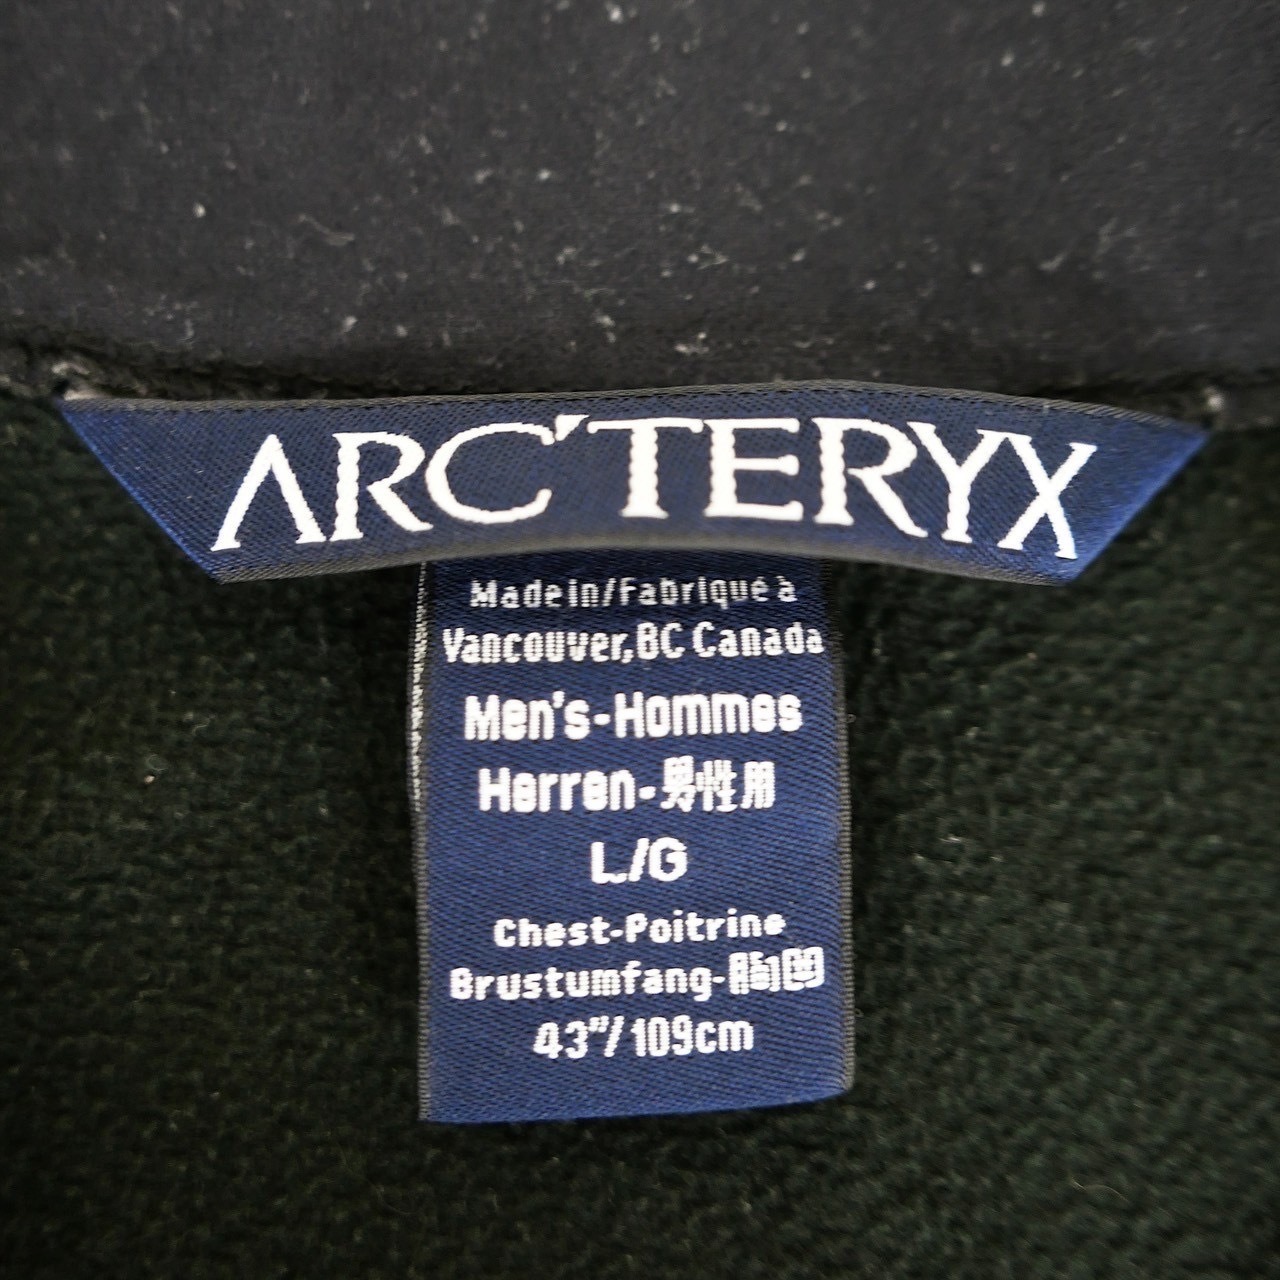 ARC'TERYX
Made in/Fabriqué à
Vancouver, BC Canada
Men's-Hommes
Herren-男性用
L/G
Chest-Poitrine
Brustumfang-胸囲
43"/109cm